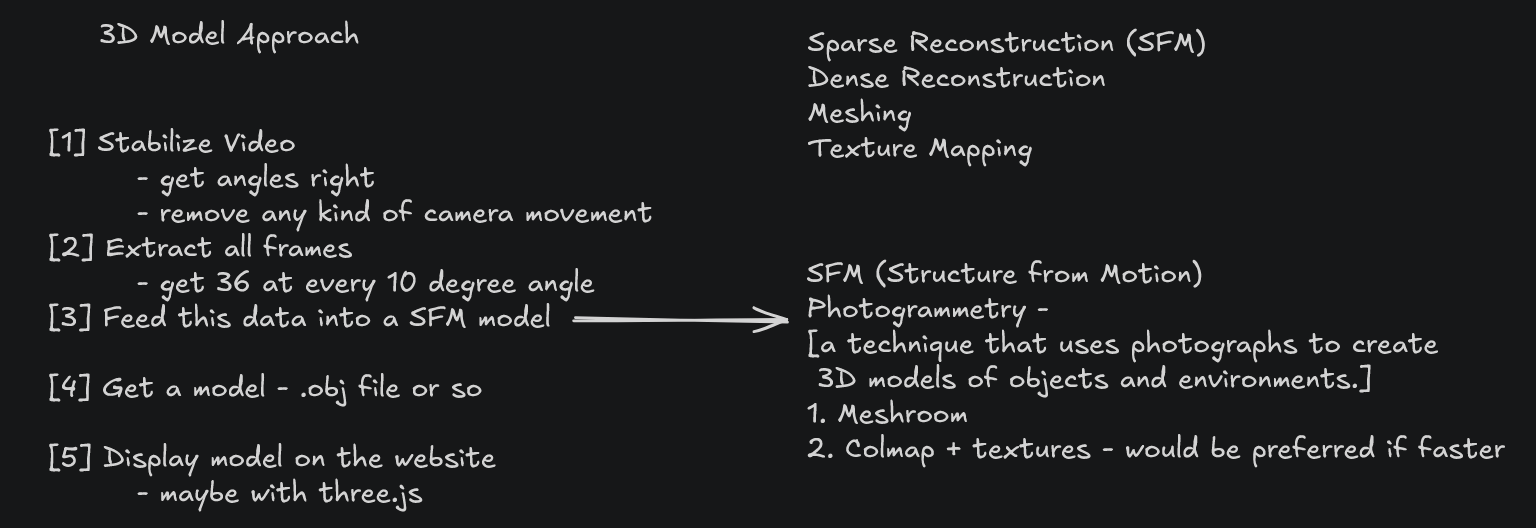 3D Model Approach
[1] Stabilize Video
- get angles right
- remove any kind of camera movement
[2] Extract all frames
- get 36 at every 10 degree angle
[3] Feed this data into a SFM model
[4] Get a model - .obj file or so
[5] Display model on the website
- maybe with three.js
Sparse Reconstruction (SFM)
Dense Reconstruction
Meshing
Texture Mapping
SFM (Structure from Motion)
Photogrammetry -
[a technique that uses photographs to create
3D models of objects and environments.]
1. Meshroom
2. Colmap + textures - would be preferred if faster